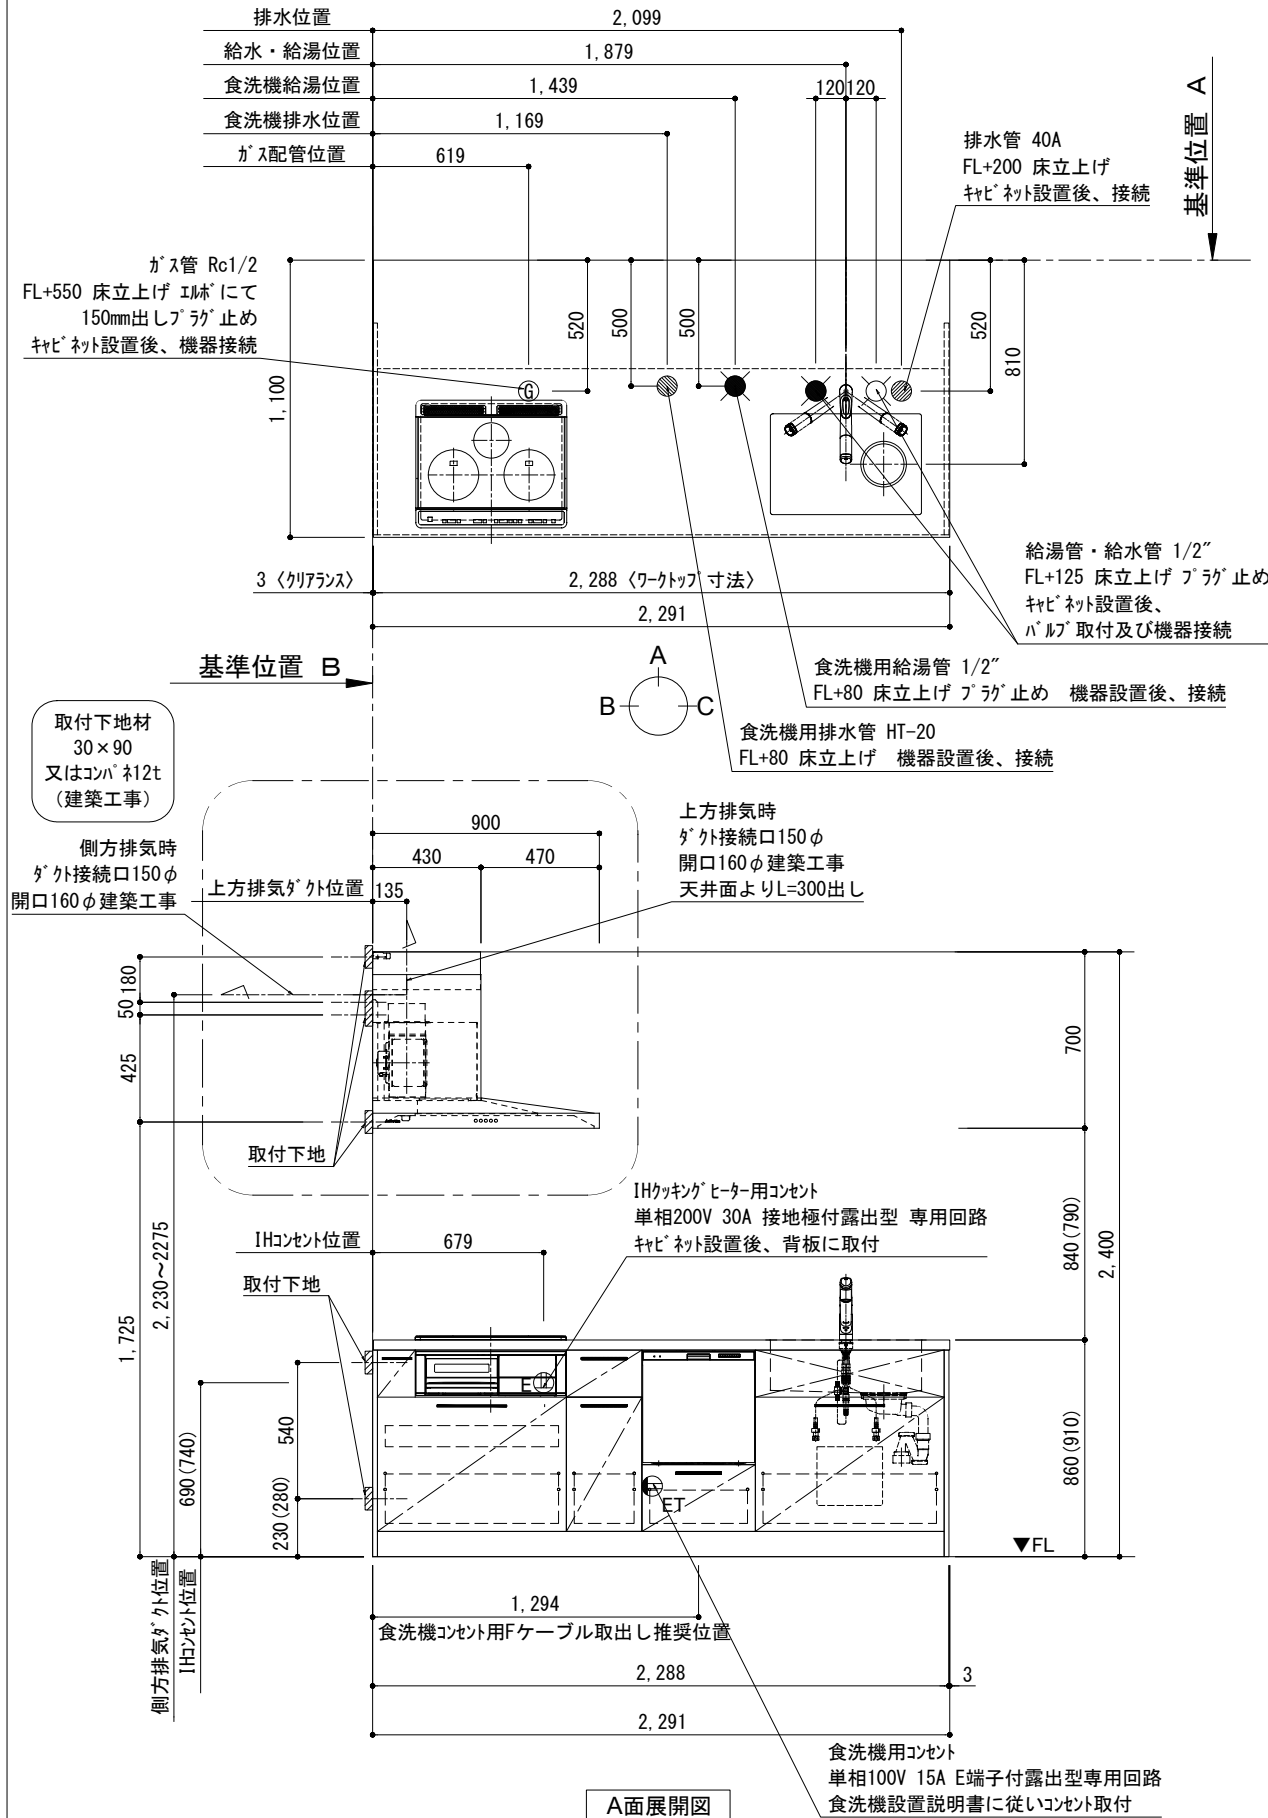 排水位置
2,099
給水・給湯位置
1,879
食洗機給湯位置
1,439
120 120
食洗機排水位置
1,169
ガス配管位置
619
基準位置 A
排水管 40A
FL+200 床立上げ
キャビネット設置後、接続
ガス管 Rc1/2
FL+550 床立上げ エルボにて
150mm出しプラグ止め
キャビネット設置後、機器接続
1,100
520
500
500
520
810
G
給湯管・給水管 1/2″
FL+125 床立上げ プラグ止め
キャビネット設置後、
バルブ取付及び機器接続
3 〈クリアランス〉
2,288 〈ワークトップ寸法〉
2,291
基準位置 B
A
B
C
食洗機用給湯管 1/2″
FL+80 床立上げ プラグ止め 機器設置後、接続
食洗機用排水管 HT-20
FL+80 床立上げ 機器設置後、接続
取付下地材
30×90
又はコンパネ12t
(建築工事)
側方排気時
ダクト接続口150φ
開口160φ建築工事
900
430
470
上方排気ダクト位置
135
上方排気時
ダクト接続口150φ
開口160φ建築工事
天井面よりL=300出し
180
50
425
700
取付下地
IHクッキングヒーター用コンセント
単相200V 30A 接地極付露出型 専用回路
キャビネット設置後、背板に取付
IHコンセント位置
679
取付下地
2,230~2275
1,725
840(790)
2,400
E
540
690(740)
230(280)
860(910)
ET
▼FL
側方排気ダクト位置
IHコンセント位置
1,294
食洗機コンセント用Fケーブル取出し推奨位置
2,288
3
2,291
食洗機用コンセント
単相100V 15A E端子付露出型専用回路
食洗機設置説明書に従いコンセント取付
A面展開図